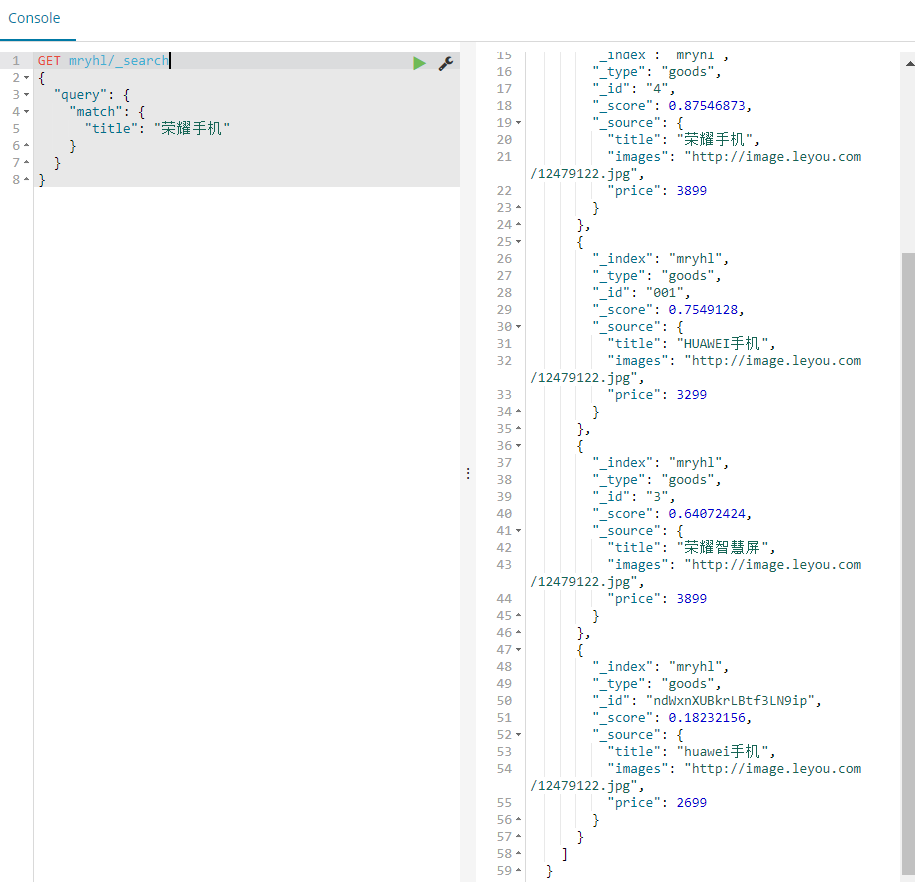 Console
1 GET mryhl/_search
2 {
3 "query": {
4 "match": {
5 "title": "荣耀手机"
6 }
7 }
8 }
15 "_index": "mryhl",
16 "_type": "goods",
17 "_id": "4",
18 "_score": 0.87546873,
19 "_source": {
20 "title": "荣耀手机",
21 "images": "http://image.leyou.com
/12479122.jpg",
22 "price": 3899
23 }
24 },
25 {
26 "_index": "mryhl",
27 "_type": "goods",
28 "_id": "001",
29 "_score": 0.7549128,
30 "_source": {
31 "title": "HUAWEI手机",
32 "images": "http://image.leyou.com
/12479122.jpg",
33 "price": 3299
34 }
35 },
36 {
37 "_index": "mryhl",
38 "_type": "goods",
39 "_id": "3",
40 "_score": 0.64072424,
41 "_source": {
42 "title": "荣耀智慧屏",
43 "images": "http://image.leyou.com
/12479122.jpg",
44 "price": 3899
45 }
46 },
47 {
48 "_index": "mryhl",
49 "_type": "goods",
50 "_id": "ndWxnXUBkrLBtf3LN9ip",
51 "_score": 0.18232156,
52 "_source": {
53 "title": "huawei手机",
54 "images": "http://image.leyou.com
/12479122.jpg",
55 "price": 2699
56 }
57 }
58 ]
59 }